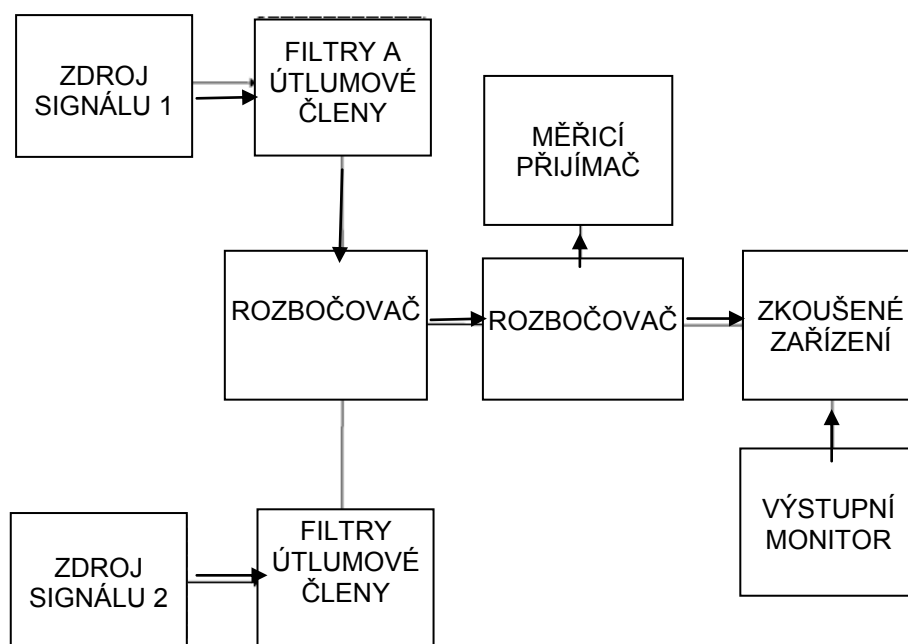 ZDROJ
SIGNÁLU 1
FILTRY A
ÚTLUMOVÉ
ČLENY
MĚŘICÍ
PŘIJÍMAČ
ROZBOČOVAČ
ROZBOČOVAČ
ZKOUŠENÉ
ZAŘÍZENÍ
ZDROJ
SIGNÁLU 2
FILTRY
ÚTLUMOVÉ
ČLENY
VÝSTUPNÍ
MONITOR